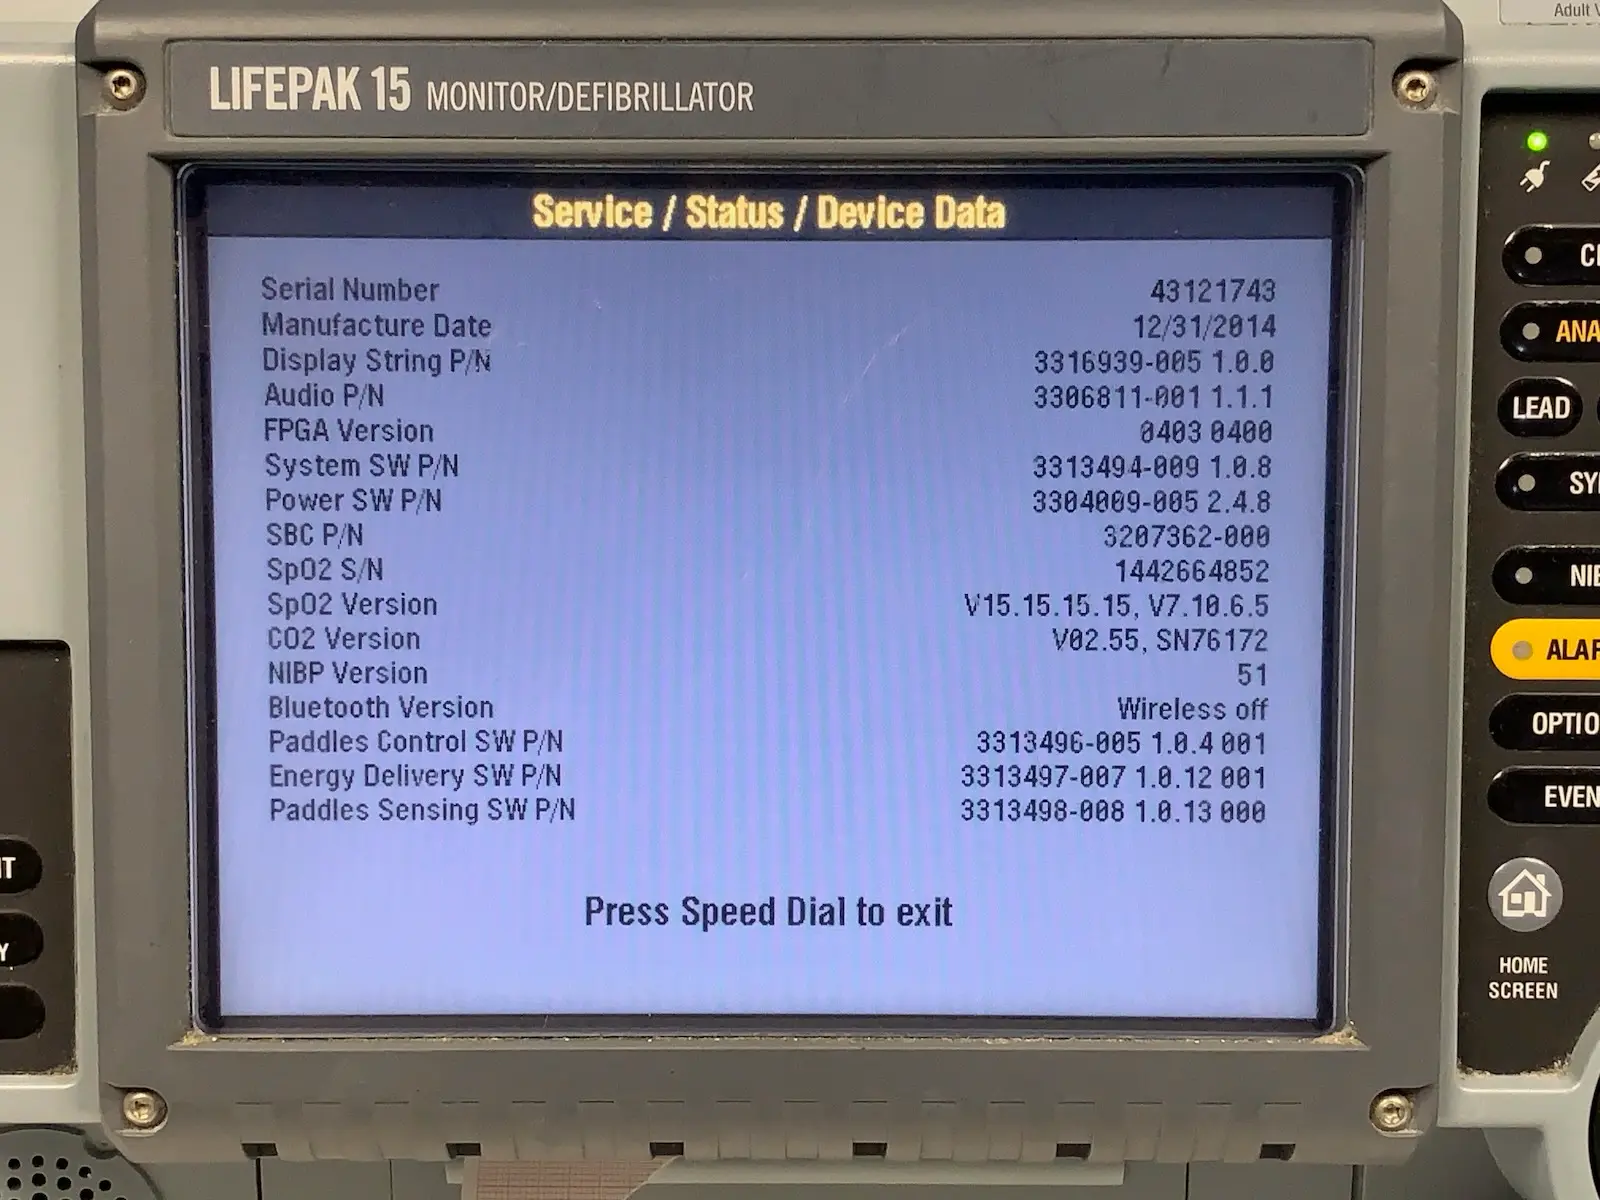 Adult
LIFEPAK 15 MONITOR/DEFIBRILLATOR
Service / Status / Device Data
Serial Number 43121743
Manufacture Date 12/31/2014
Display String P/N 3316939-005 1.0.0
Audio P/N 3306811-001 1.1.1
FPGA Version 0403 0400
System SW P/N 3313494-009 1.0.8
Power SW P/N 3304009-005 2.4.8
SBC P/N 3207362-000
SpO2 S/N 1442664852
SpO2 Version V15.15.15.15, V7.10.6.5
CO2 Version V02.55, SN76172
NIBP Version 51
Bluetooth Version Wireless off
Paddles Control SW P/N 3313496-005 1.0.4 001
Energy Delivery SW P/N 3313497-007 1.0.12 001
Paddles Sensing SW P/N 3313498-008 1.0.13 000
Press Speed Dial to exit
ANA
LEAD
SY
NIB
ALAR
OPTIO
EVEN
HOME
SCREEN